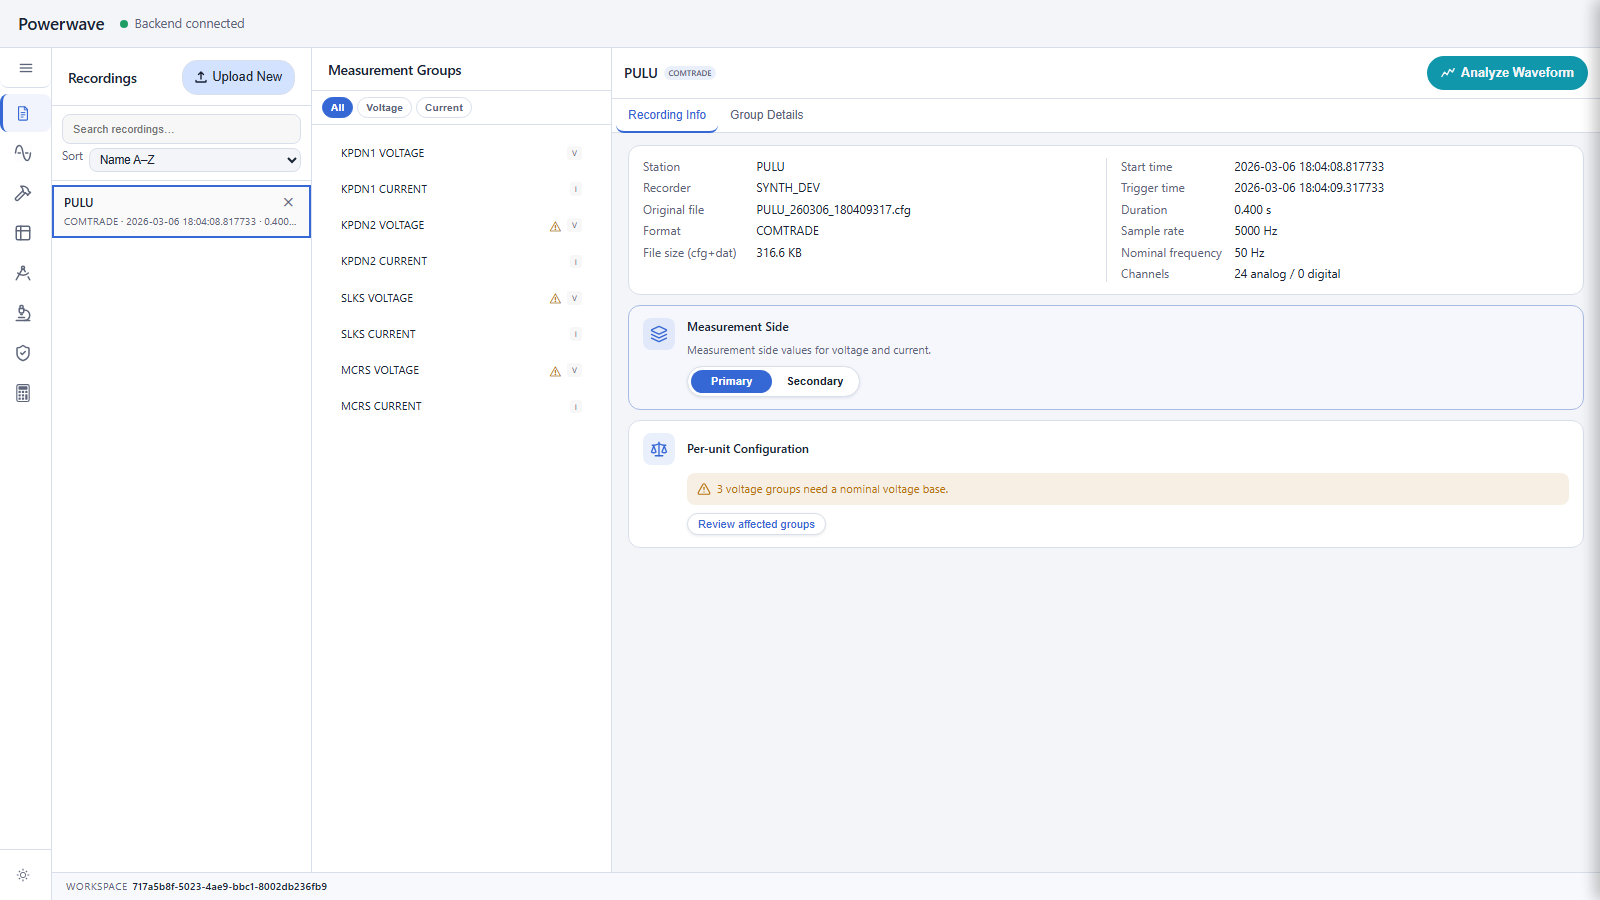 Powerwave
Backend connected
Recordings
Upload New
Search recordings...
Sort
Name A–Z
PULU
COMTRADE · 2026-03-06 18:04:08.817733 · 0.400...
Measurement Groups
All
Voltage
Current
KPDN1 VOLTAGE
V
KPDN1 CURRENT
I
KPDN2 VOLTAGE
V
KPDN2 CURRENT
I
SLKS VOLTAGE
V
SLKS CURRENT
I
MCRS VOLTAGE
V
MCRS CURRENT
I
PULU
COMTRADE
Analyze Waveform
Recording Info
Group Details
Station PULU
Recorder SYNTH_DEV
Original file PULU_260306_180409317.cfg
Format COMTRADE
File size (cfg+dat) 316.6 KB
Start time 2026-03-06 18:04:08.817733
Trigger time 2026-03-06 18:04:09.317733
Duration 0.400 s
Sample rate 5000 Hz
Nominal frequency 50 Hz
Channels 24 analog / 0 digital
Measurement Side
Measurement side values for voltage and current.
Primary
Secondary
Per-unit Configuration
3 voltage groups need a nominal voltage base.
Review affected groups
WORKSPACE 717a5b8f-5023-4ae9-bbc1-8002db236fb9